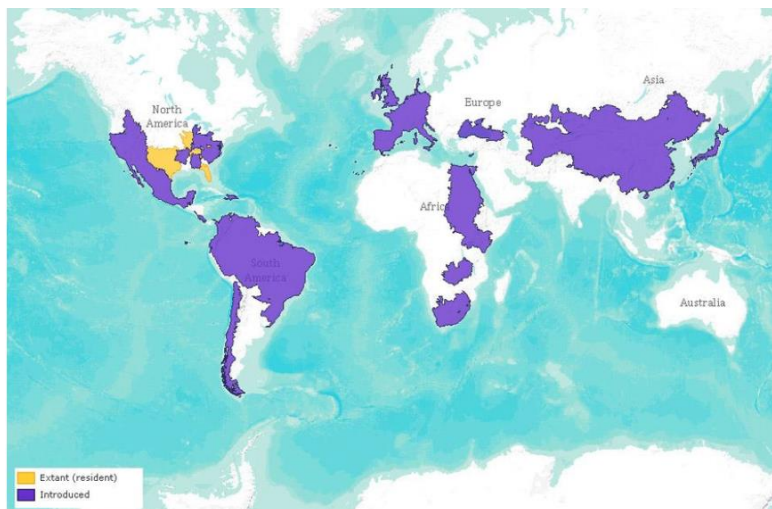 Asia
Europe
North
America
Afric
South
America
Australia
Extant (resident)
Introduced